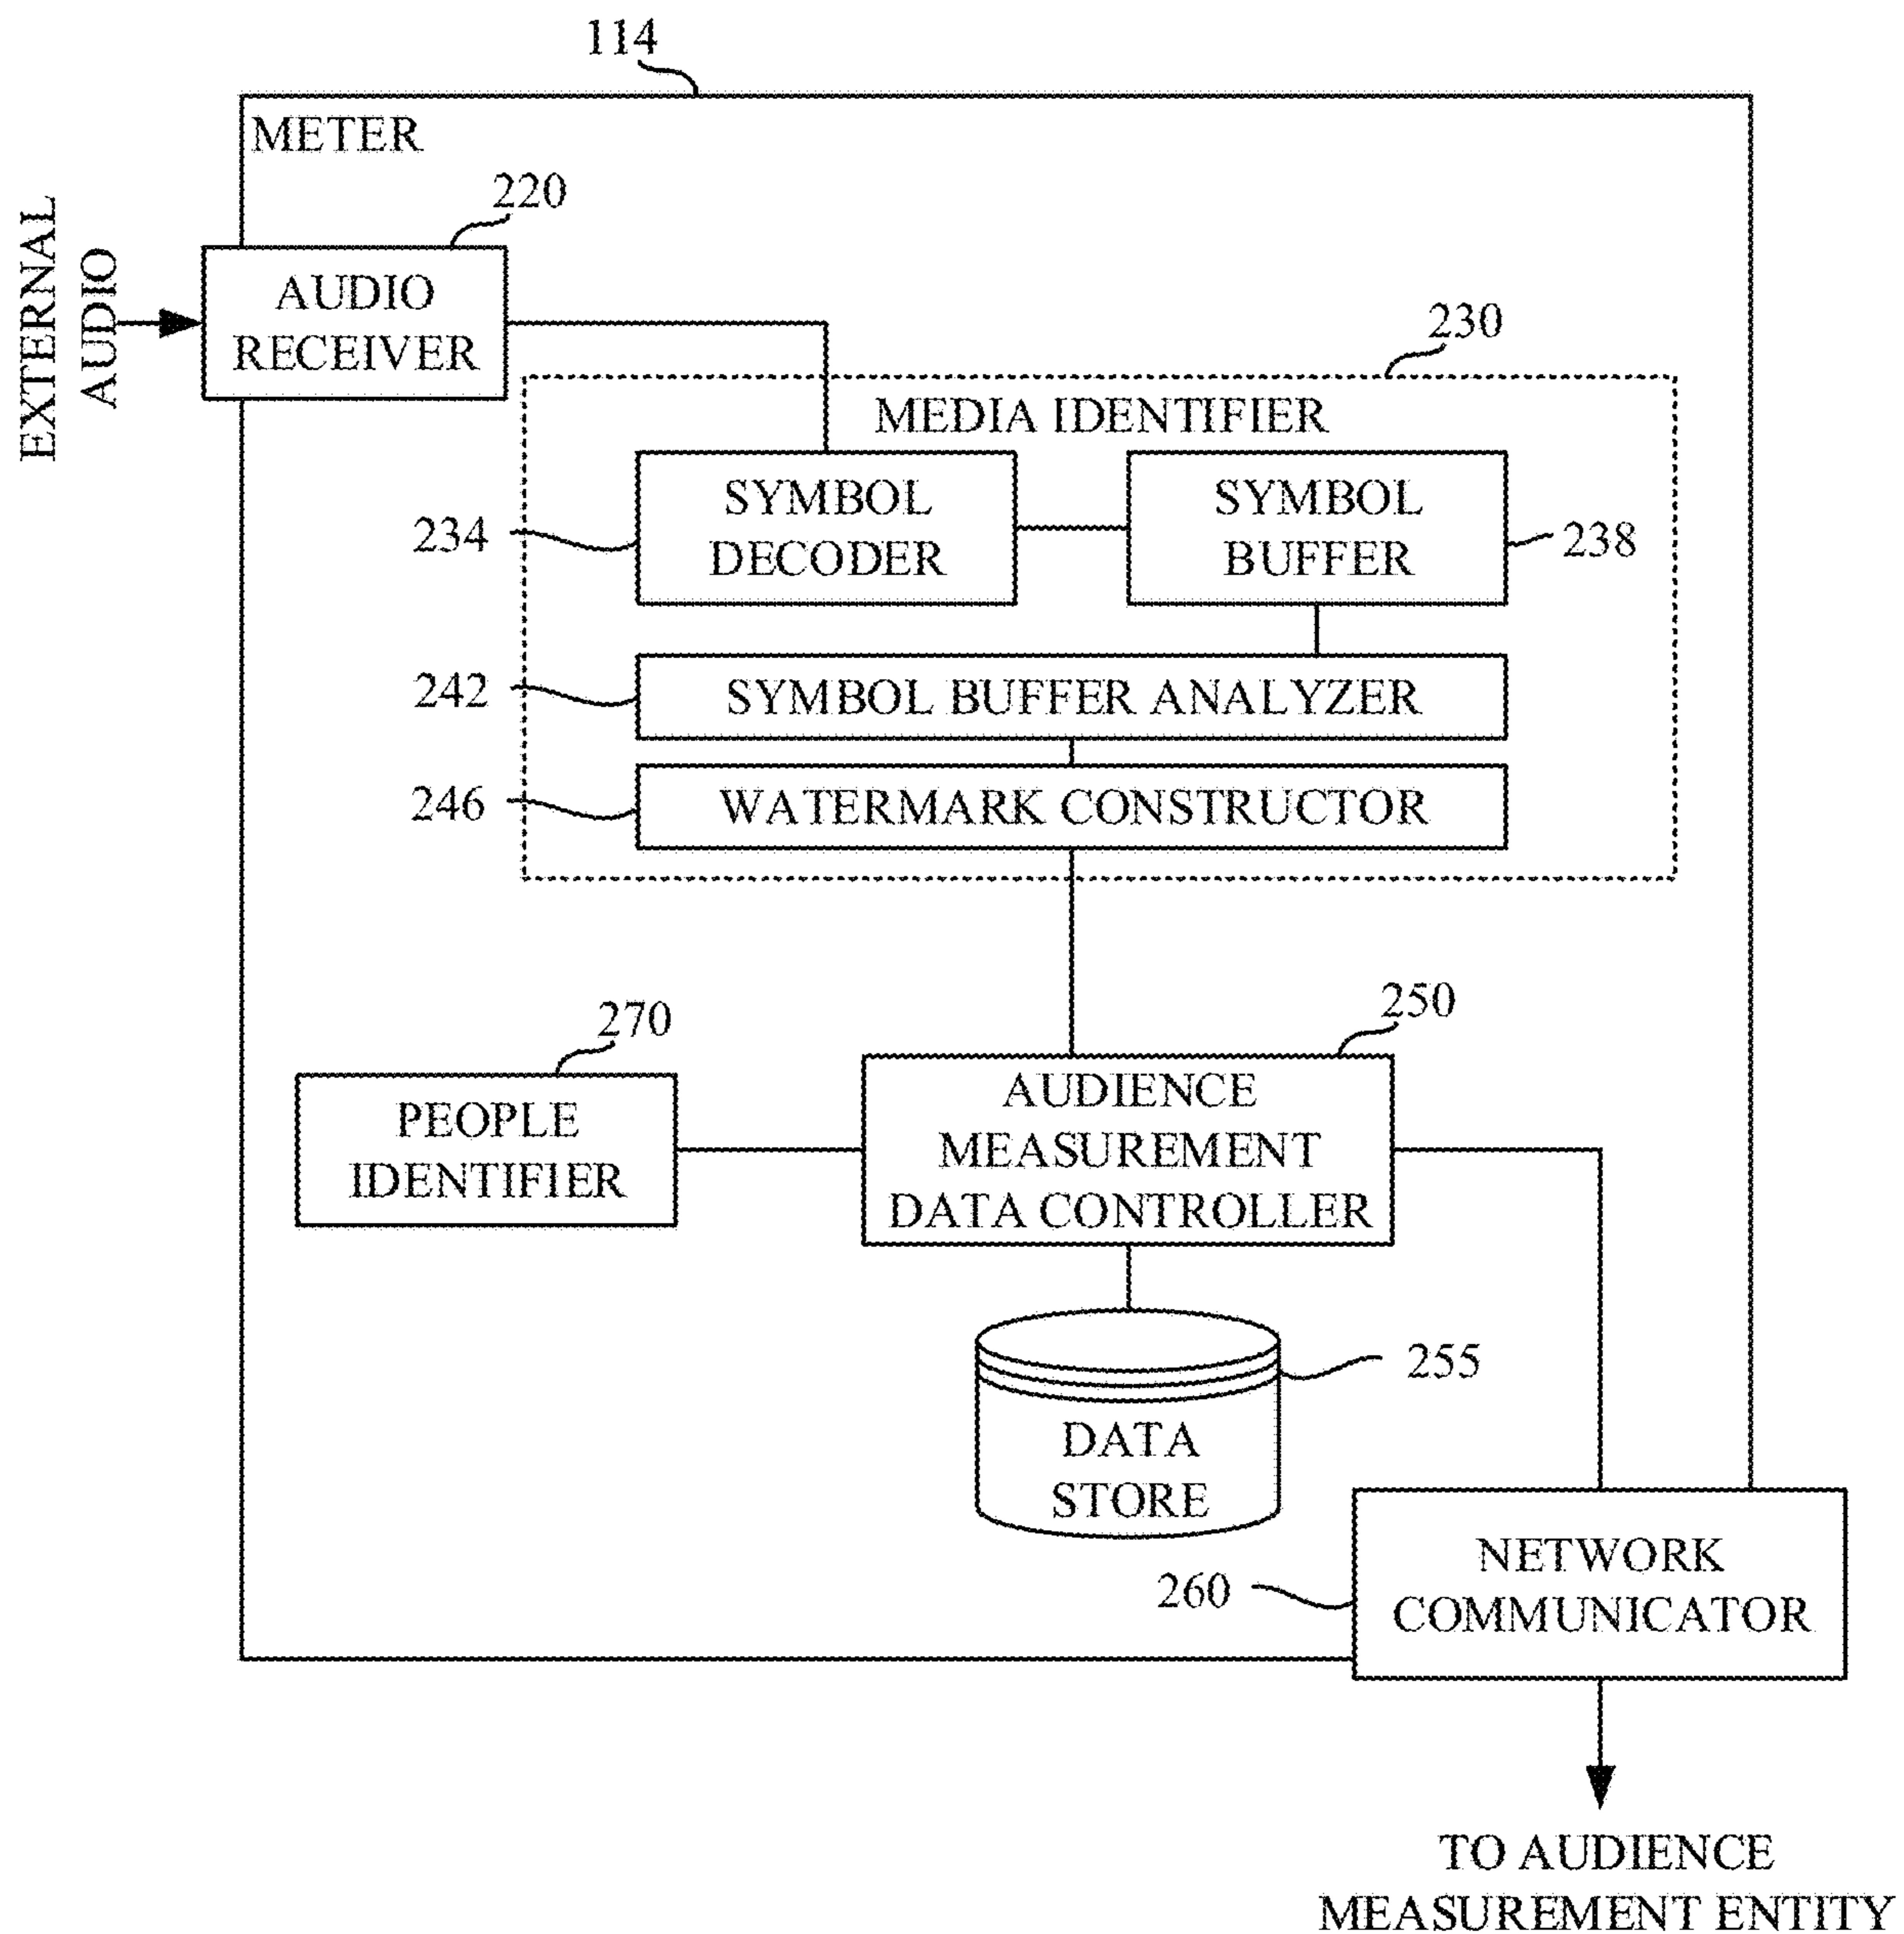 114
METER
220
EXTERNAL
AUDIO
AUDIO
RECEIVER
230
MEDIA IDENTIFIER
234
SYMBOL
DECODER
SYMBOL
BUFFER
238
242
SYMBOL BUFFER ANALYZER
246
WATERMARK CONSTRUCTOR
270
PEOPLE
IDENTIFIER
250
AUDIENCE
MEASUREMENT
DATA CONTROLLER
255
DATA
STORE
260
NETWORK
COMMUNICATOR
TO AUDIENCE
MEASUREMENT ENTITY